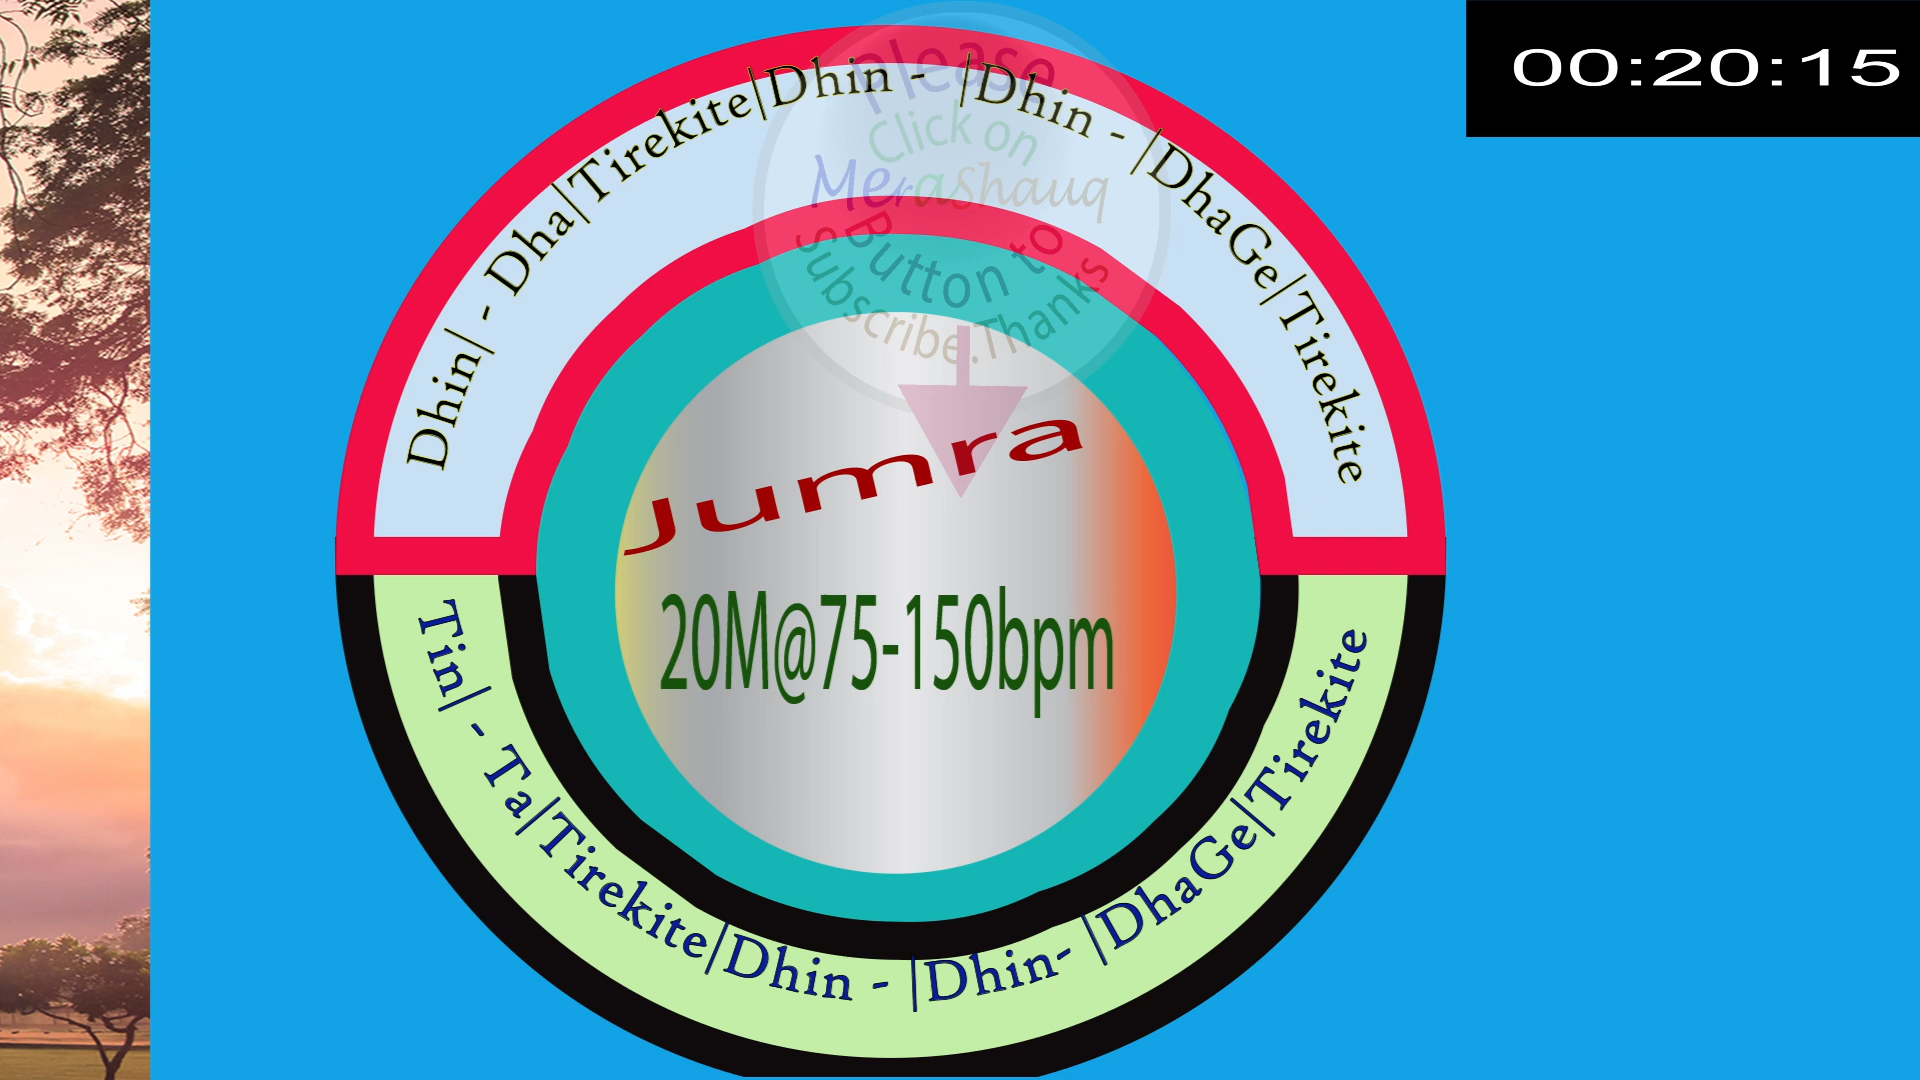 00:20:15
Please
Click on
MeraShauq
Button to
Subscribe.Thanks
Dhin| - Dha|Tirekite|Dhin - |Dhin - |DhaGe|Tirekite
Jumra
20M@75-150bpm
Tin| - Ta|Tirekite|Dhin - |Dhin- |DhaGe|Tirekite